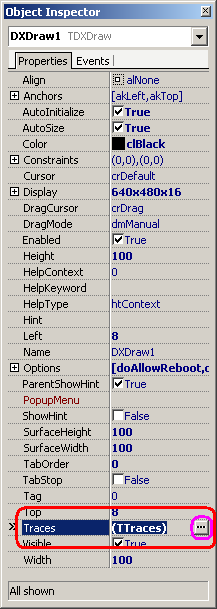 Object Inspector
DXDraw1 TDXDraw
Properties Events
Align alNone
Anchors [akLeft,akTop]
AutoInitialize True
AutoSize True
Color clBlack
Constraints (0,0),(0,0)
Cursor crDefault
Display 640x480x16
DragCursor crDrag
DragMode dmManual
Enabled True
Height 100
HelpContext 0
HelpKeyword
HelpType htContext
Hint
Left 8
Name DXDraw1
Options [doAllowReboot,
ParentShowHint True
PopupMenu
ShowHint False
SurfaceHeight 100
SurfaceWidth 100
TabOrder 0
TabStop False
Tag 0
Top 8
Traces (TTraces) ...
Visible True
Width 100
All shown